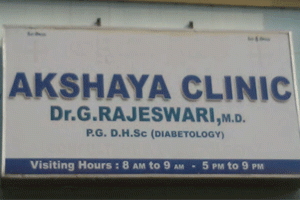 AKSHAYA CLINIC
Dr.G.RAJESWARI,M.D.
P.G. D.H.Sc (DIABETOLOGY)
Visiting Hours : 8 AM to 9 AM - 5 PM to 9 PM